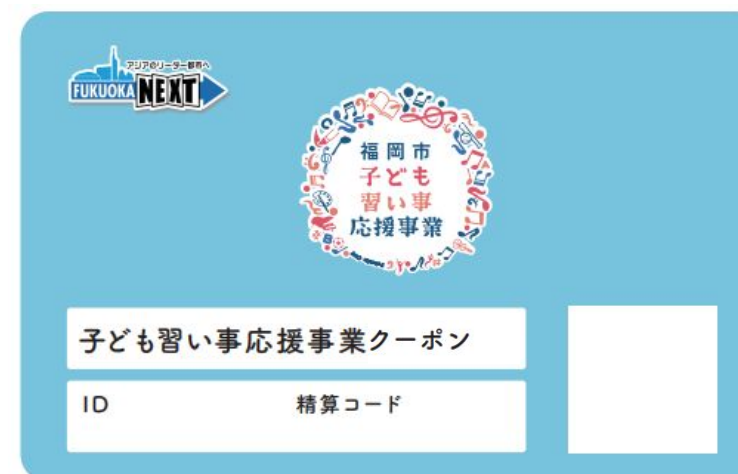 アジアのリーダー都市へ
FUKUOKA NEXT
福岡市
子ども
習い事
応援事業
子ども習い事応援事業クーポン
ID 精算コード